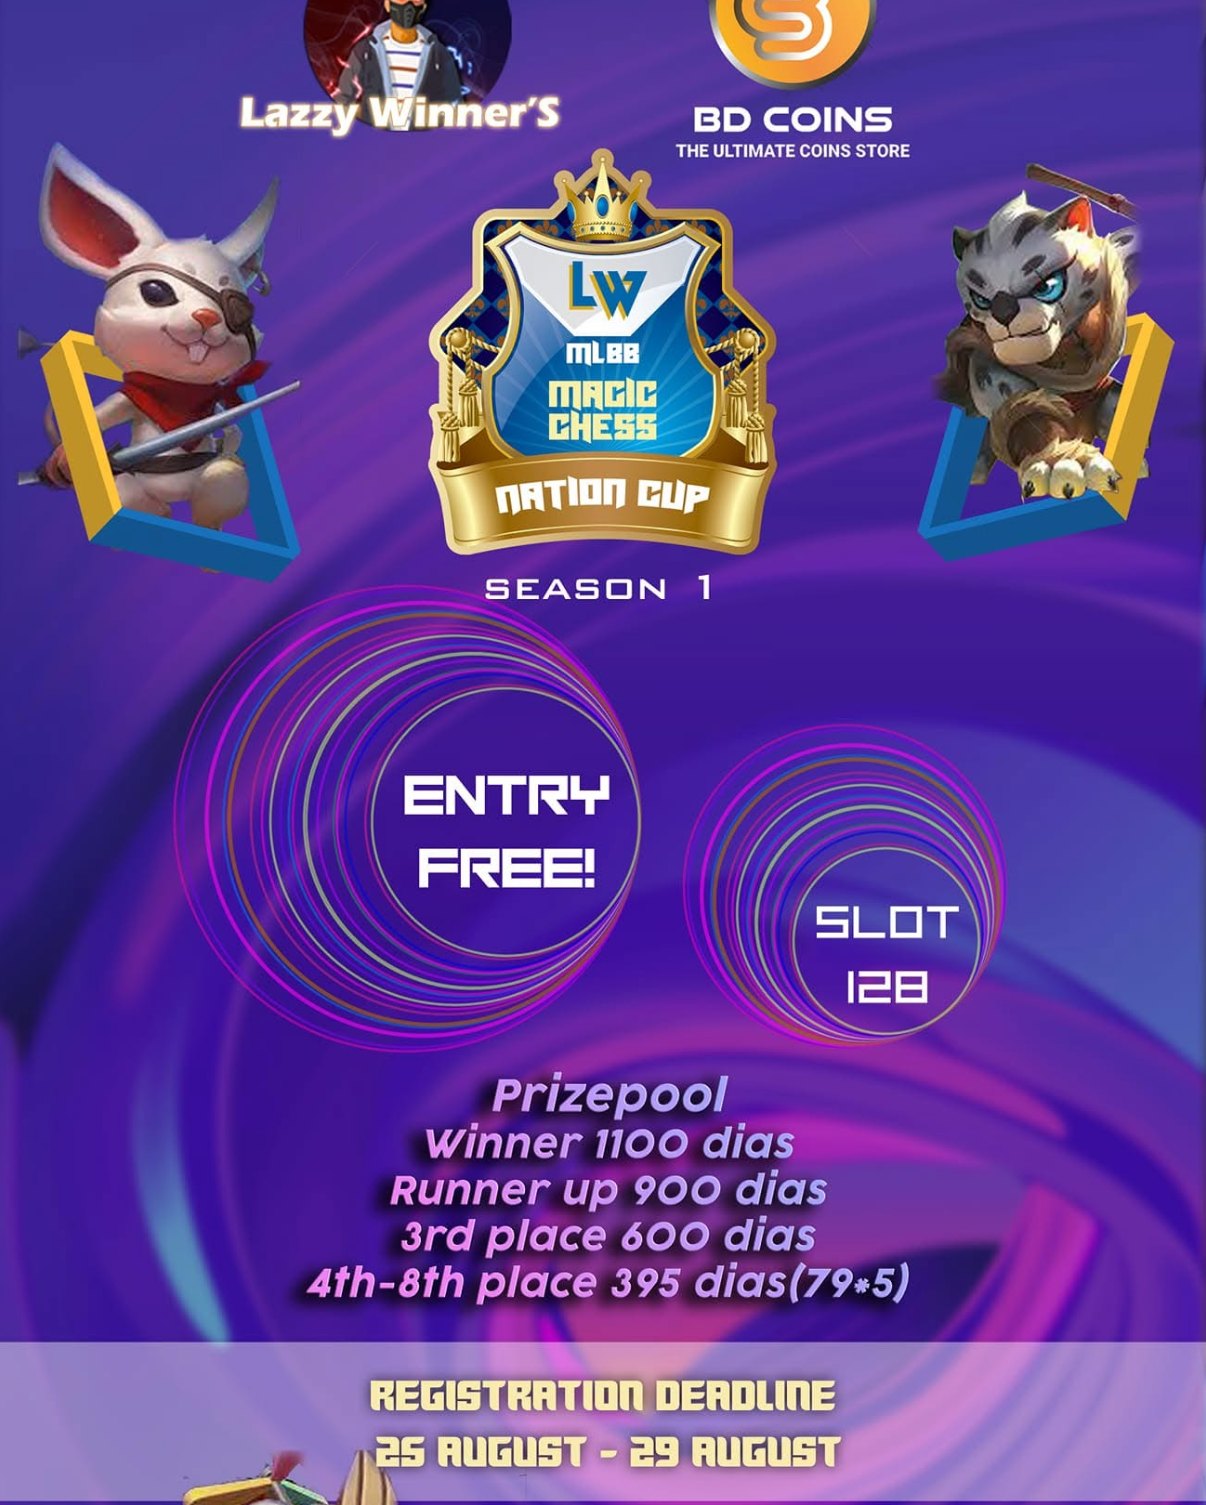 Lazzy Winner'S
BD COINS
THE ULTIMATE COINS STORE
LW
MLBB
MAGIC
CHESS
NATION CUP
SEASON 1
ENTRY
FREE!
SLOT
128
Prizepool
Winner 1100 dias
Runner up 900 dias
3rd place 600 dias
4th-8th place 395 dias(79*5)
REGISTRATION DEADLINE
25 AUGUST - 29 AUGUST